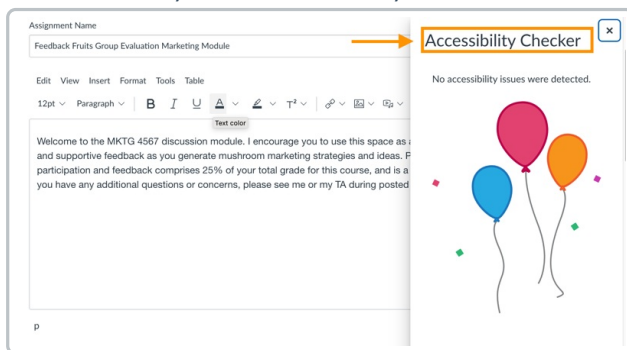 Assignment Name
Feedback Fruits Group Evaluation Marketing Module
Edit View Insert Format Tools Table
12pt Paragraph B I U A T²
Text color
Welcome to the MKTG 4567 discussion module. I encourage you to use this space as
and supportive feedback as you generate mushroom marketing strategies and ideas. P
participation and feedback comprises 25% of your total grade for this course, and is a
you have any additional questions or concerns, please see me or my TA during posted
p
Accessibility Checker
×
No accessibility issues were detected.